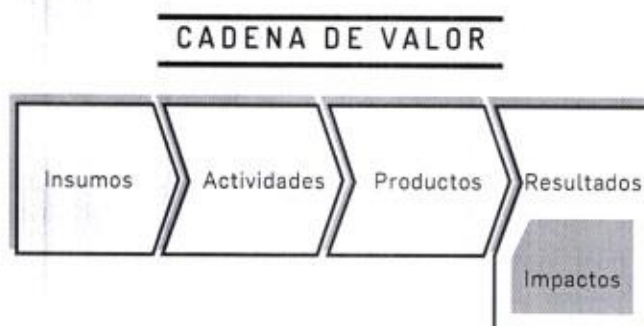 CADENA DE VALOR
Insumos Actividades Productos Resultados
Impactos